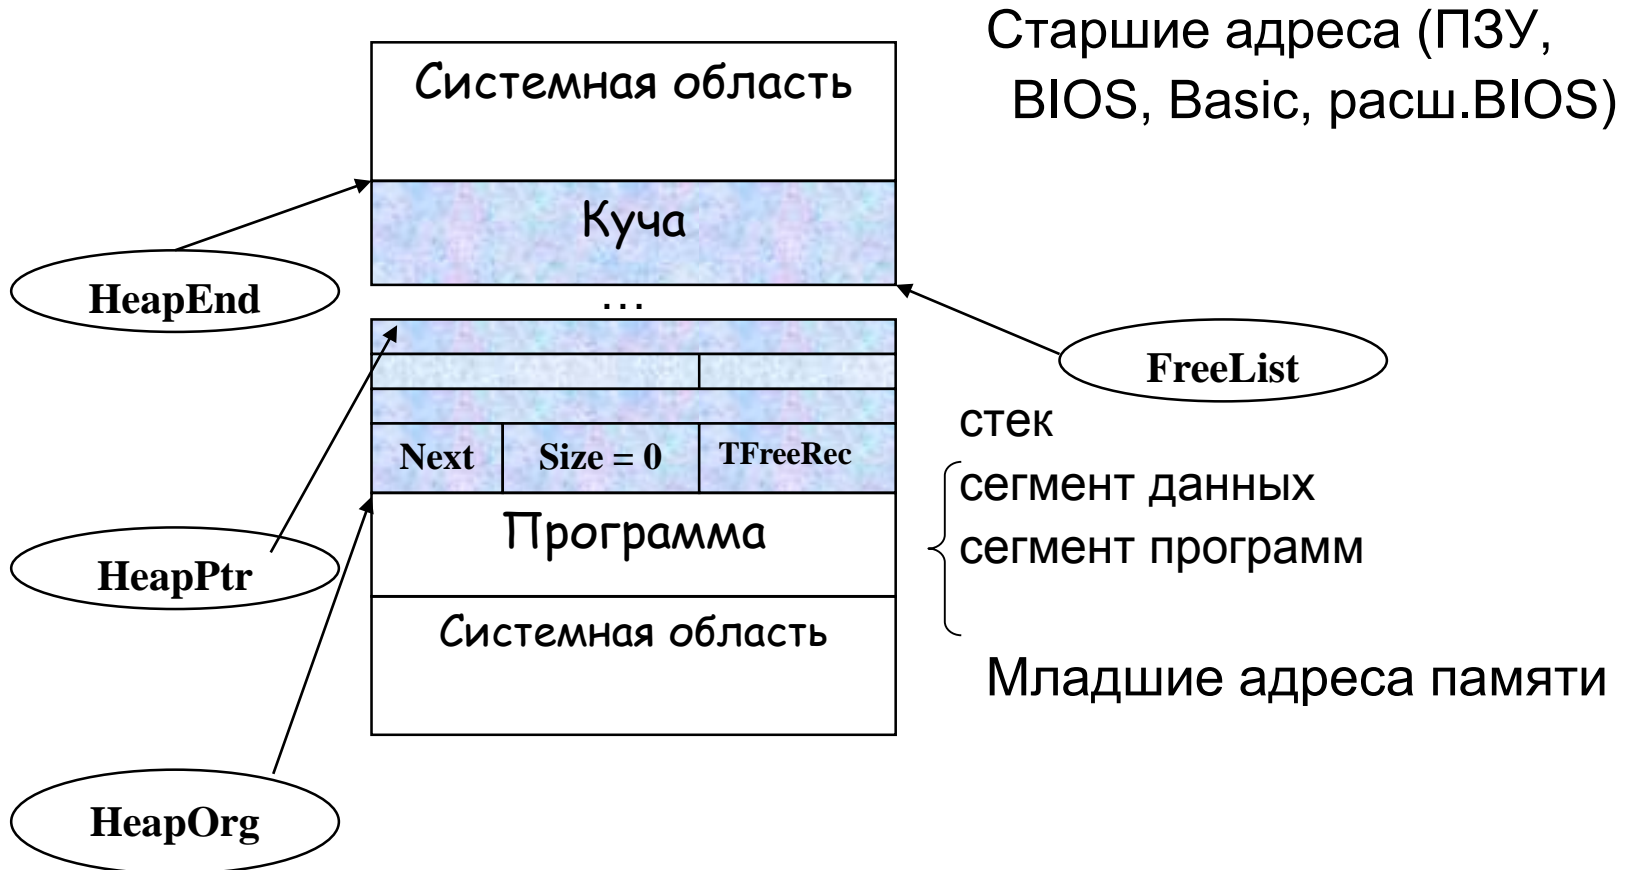 Старшие адреса (ПЗУ,
BIOS, Basic, расш.BIOS)
Системная область
Куча
HeapEnd
…
FreeList
стек
Next
Size = 0
TFreeRec
сегмент данных
Программа
сегмент программ
HeapPtr
Системная область
Младшие адреса памяти
HeapOrg